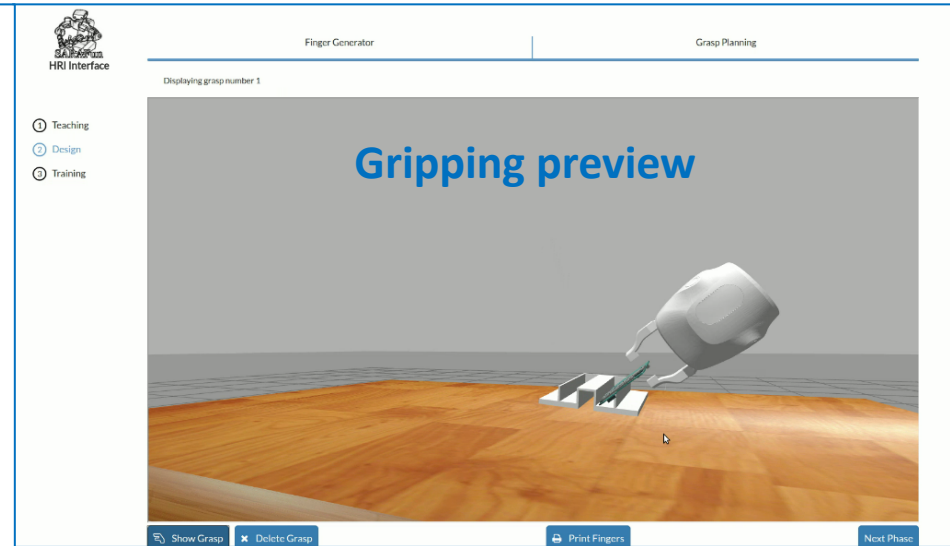 SARAFun
HRI Interface
Finger Generator
Grasp Planning
Displaying grasp number 1
1 Teaching
2 Design
3 Training
Gripping preview
Show Grasp
Delete Grasp
Print Fingers
Next Phase